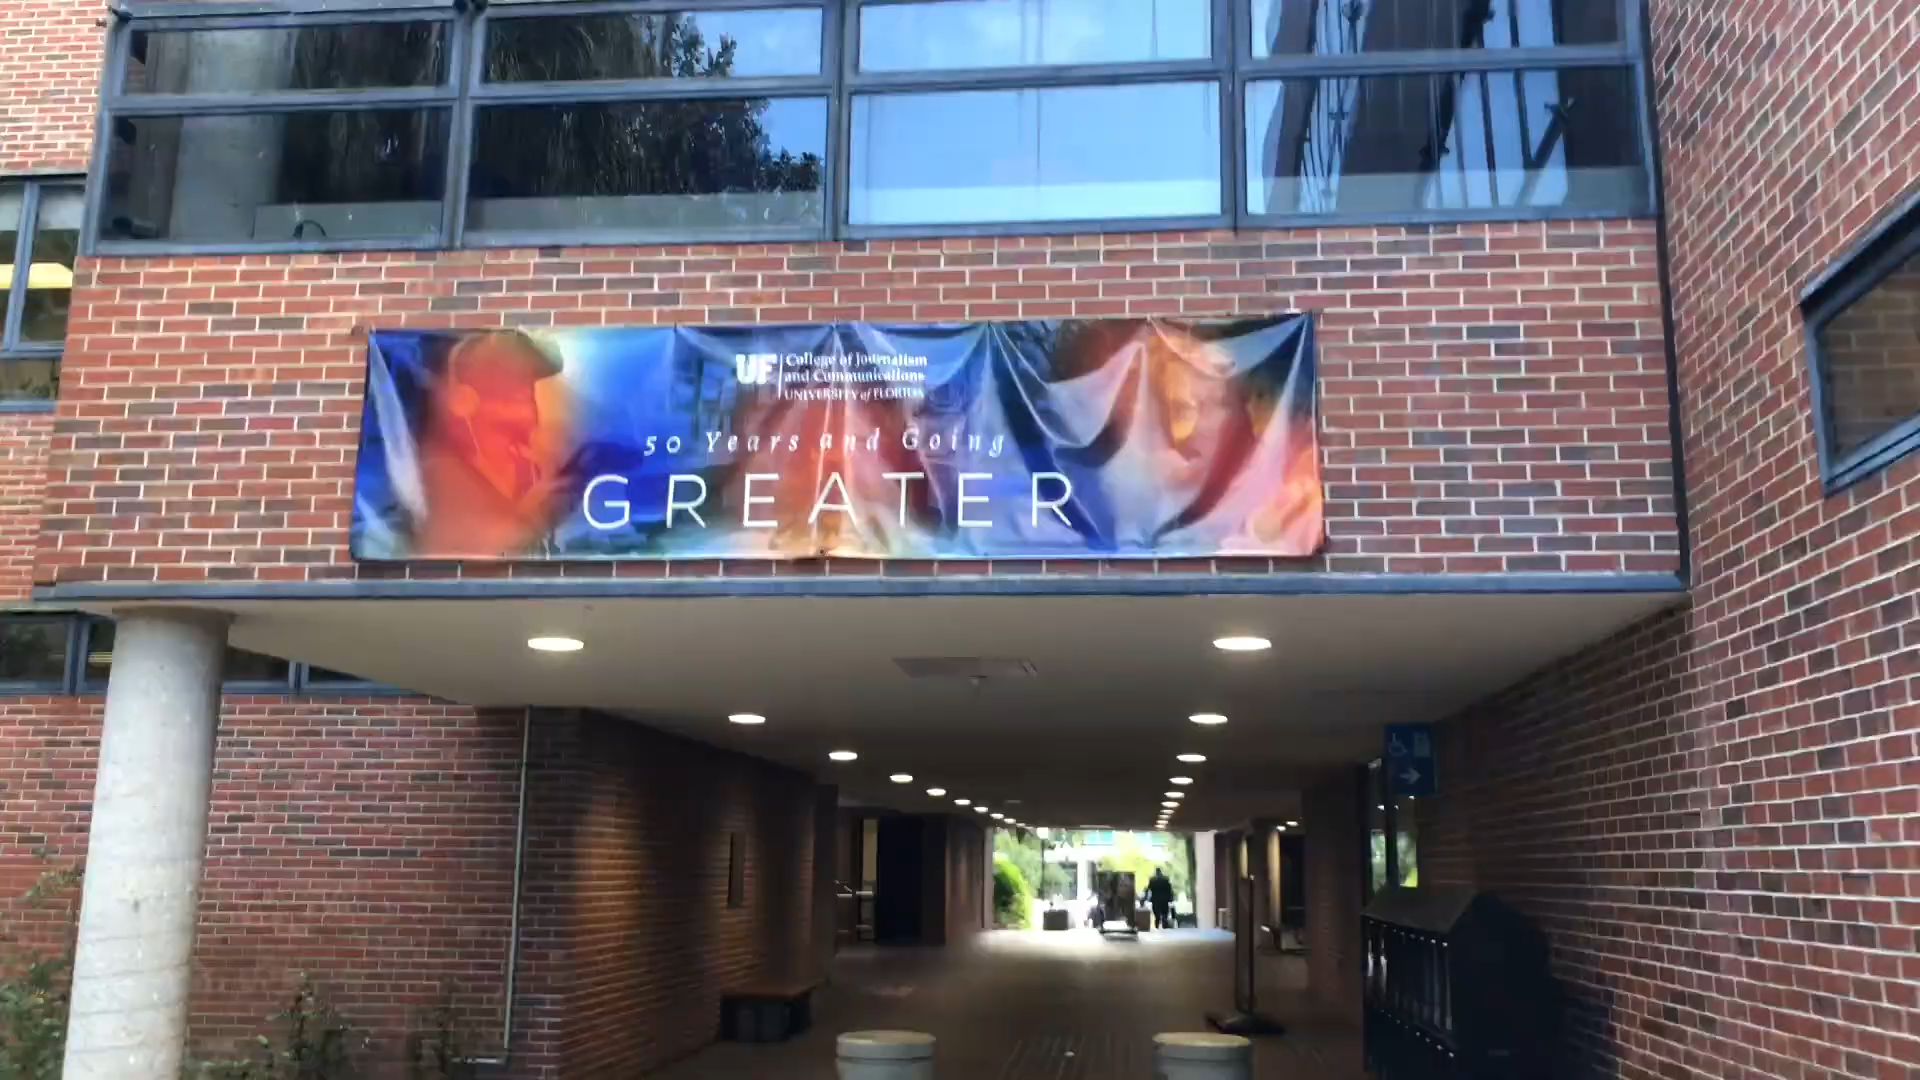 UF College of Journalism
and Communications
UNIVERSITY of FLORIDA
50 Years and Going
GREATER